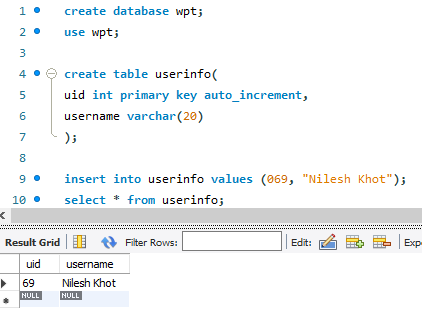 1 create database wpt;
2 use wpt;
3
4 create table userinfo(
5 uid int primary key auto_increment,
6 username varchar(20)
7 );
8
9 insert into userinfo values (069, "Nilesh Khot");
10 select * from userinfo;
Result Grid Filter Rows: Edit:
uid username
69 Nilesh Khot
NULL NULL